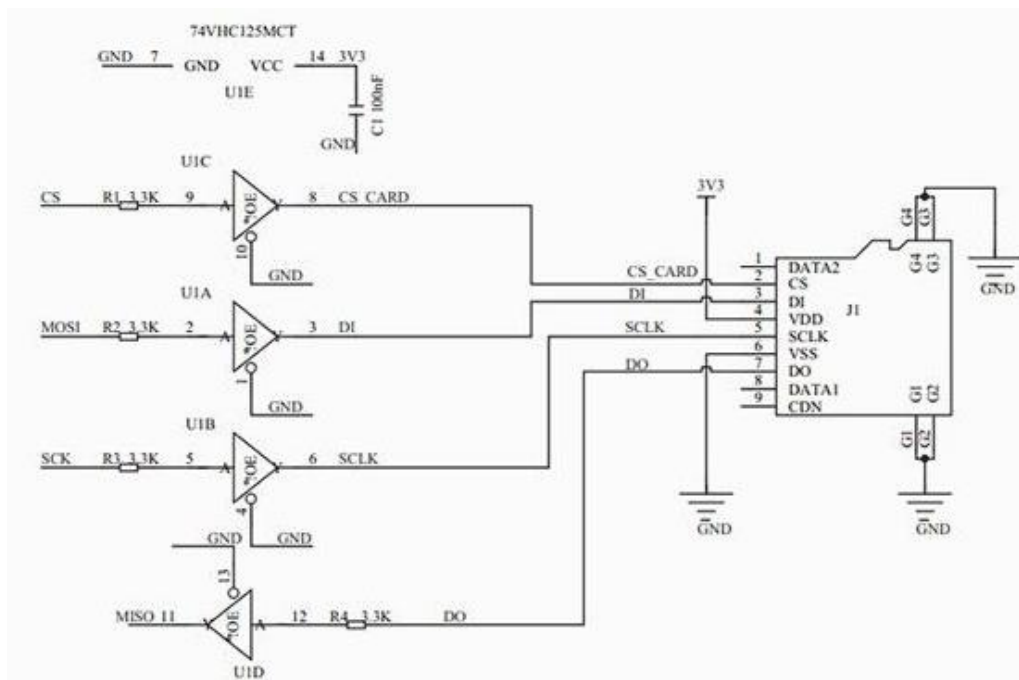 74VHC125MCT
GND 7 GND VCC 14 3V3
U1E
C1 100nF
GND
U1C
CS R1 3.3K 9 A !OE Y 8 CS_CARD
10
GND
U1A
MOSI R2 3.3K 2 A !OE Y 3 DI
1
GND
U1B
SCK R3 3.3K 5 A !OE Y 6 SCLK
4
GND GND
13
MISO 11 Y !OE A 12 R4 3.3K DO
U1D
3V3
G4 G3
G4 G3
GND
1 DATA2
CS_CARD 2 CS
DI 3 DI
4 VDD
J1
SCLK 5 SCLK
6 VSS
DO 7 DO
8 DATA1
9 CDN
G1 G2
G1 G2
GND
GND